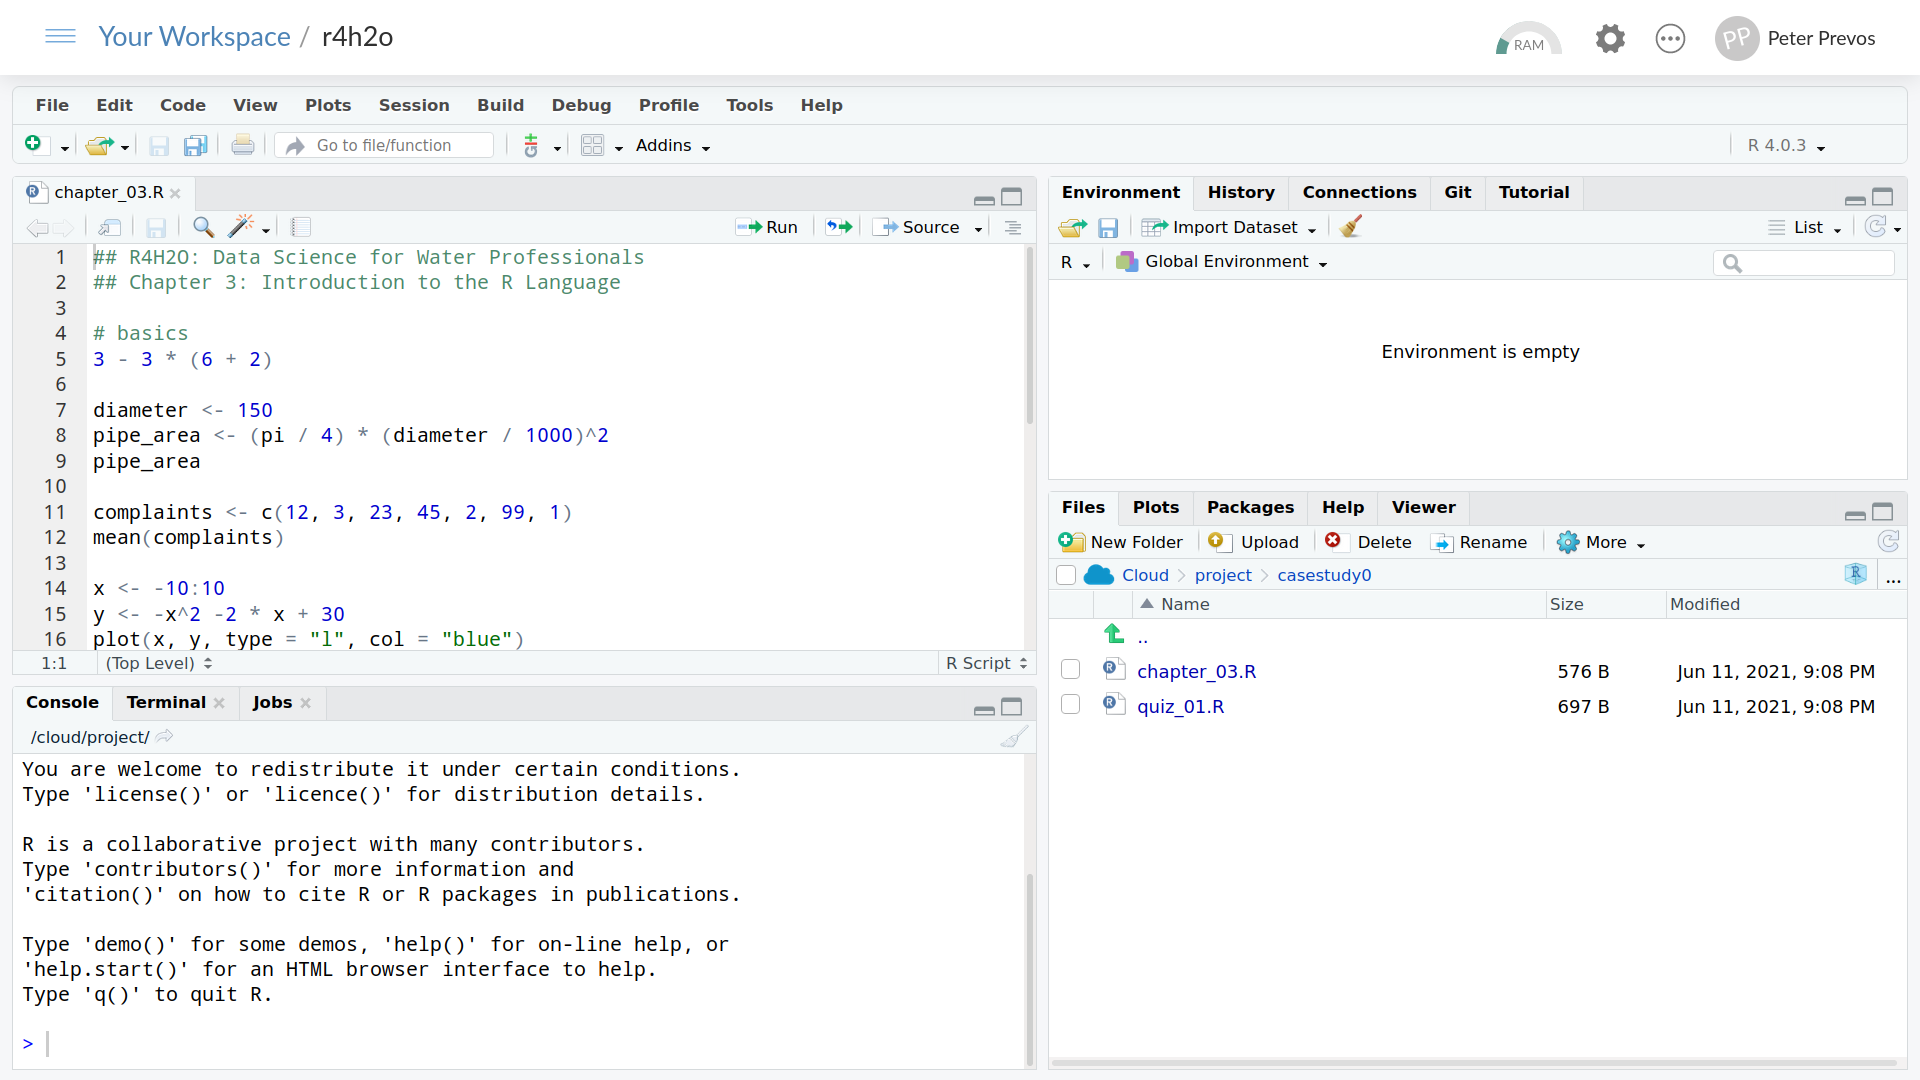 Your Workspace / r4h2o
RAM
PP
Peter Prevos
File Edit Code View Plots Session Build Debug Profile Tools Help
Go to file/function
Addins
R 4.0.3
chapter_03.R
Run
Source
1 ## R4H2O: Data Science for Water Professionals
2 ## Chapter 3: Introduction to the R Language
3
4 # basics
5 3 - 3 * (6 + 2)
6
7 diameter <- 150
8 pipe_area <- (pi / 4) * (diameter / 1000)^2
9 pipe_area
10
11 complaints <- c(12, 3, 23, 45, 2, 99, 1)
12 mean(complaints)
13
14 x <- -10:10
15 y <- -x^2 -2 * x + 30
16 plot(x, y, type = "l", col = "blue")
1:1 (Top Level) R Script
Console Terminal Jobs
/cloud/project/
You are welcome to redistribute it under certain conditions.
Type 'license()' or 'licence()' for distribution details.
R is a collaborative project with many contributors.
Type 'contributors()' for more information and
'citation()' on how to cite R or R packages in publications.
Type 'demo()' for some demos, 'help()' for on-line help, or
'help.start()' for an HTML browser interface to help.
Type 'q()' to quit R.
>
Environment History Connections Git Tutorial
Import Dataset
List
R Global Environment
Environment is empty
Files Plots Packages Help Viewer
New Folder Upload Delete Rename More
Cloud project casestudy0
...
Name Size Modified
..
chapter_03.R 576 B Jun 11, 2021, 9:08 PM
quiz_01.R 697 B Jun 11, 2021, 9:08 PM